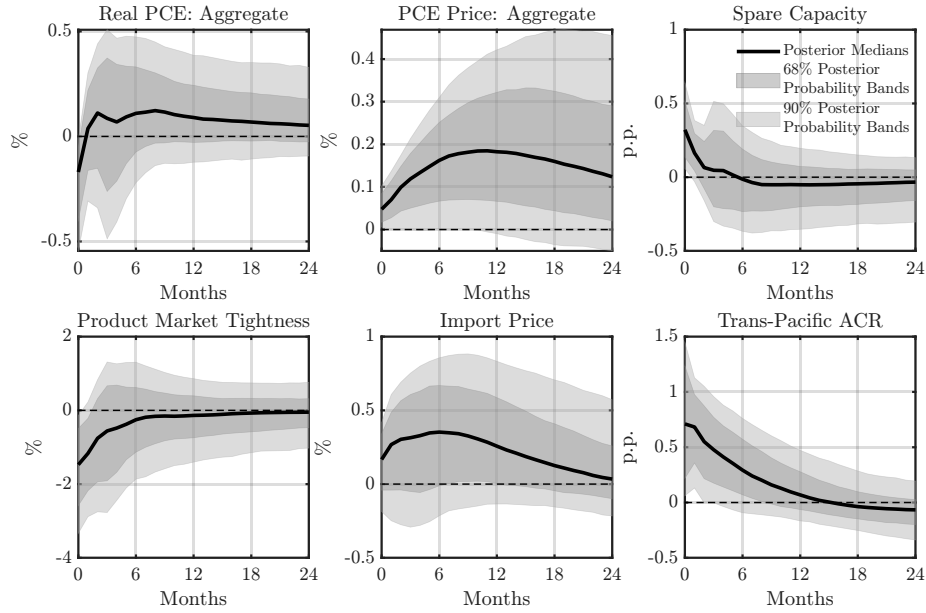 Real PCE: Aggregate
0.5
0
-0.5
%
0 6 12 18 24
Months
PCE Price: Aggregate
0.4
0.3
0.2
0.1
0
%
0 6 12 18 24
Months
Spare Capacity
1
0.5
0
-0.5
p.p.
Posterior Medians
68% Posterior
Probability Bands
90% Posterior
Probability Bands
0 6 12 18 24
Months
Product Market Tightness
2
0
-2
-4
%
0 6 12 18 24
Months
Import Price
1
0.5
0
-0.5
%
0 6 12 18 24
Months
Trans-Pacific ACR
1.5
1
0.5
0
-0.5
p.p.
0 6 12 18 24
Months